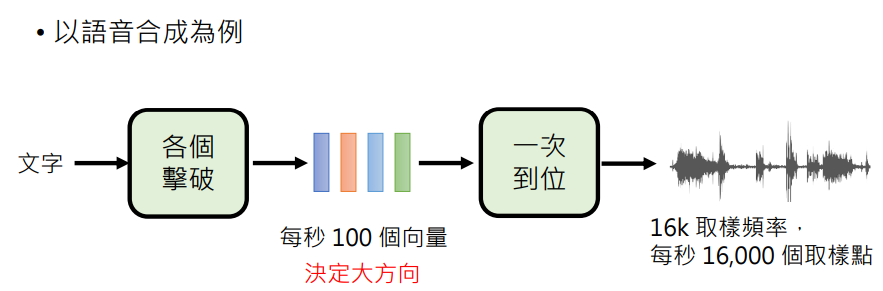 • 以語音合成為例
文字
各個
擊破
每秒 100 個向量
決定大方向
一次
到位
16k 取樣頻率，
每秒 16,000 個取樣點